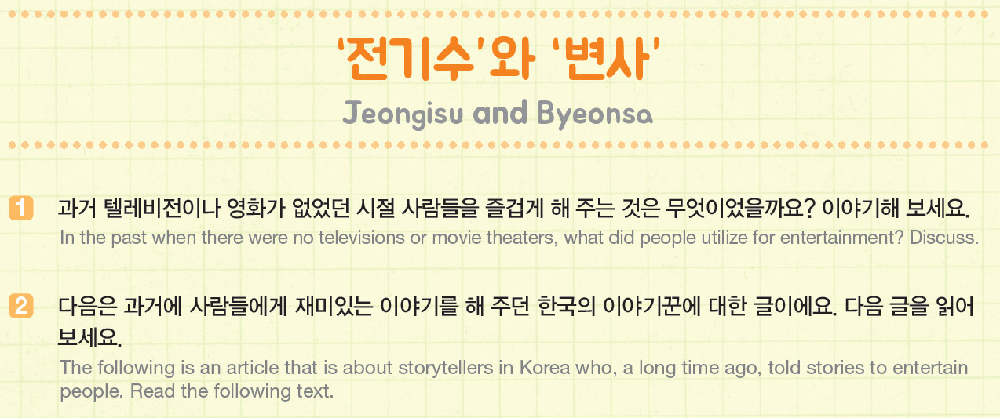 ‘전기수’와 ‘변사’
Jeongisu and Byeonsa
1 과거 텔레비전이나 영화가 없었던 시절 사람들을 즐겁게 해 주는 것은 무엇이었을까요? 이야기해 보세요.
In the past when there were no televisions or movie theaters, what did people utilize for entertainment? Discuss.
2 다음은 과거에 사람들에게 재미있는 이야기를 해 주던 한국의 이야기꾼에 대한 글이에요. 다음 글을 읽어
보세요.
The following is an article that is about storytellers in Korea who, a long time ago, told stories to entertain
people. Read the following text.